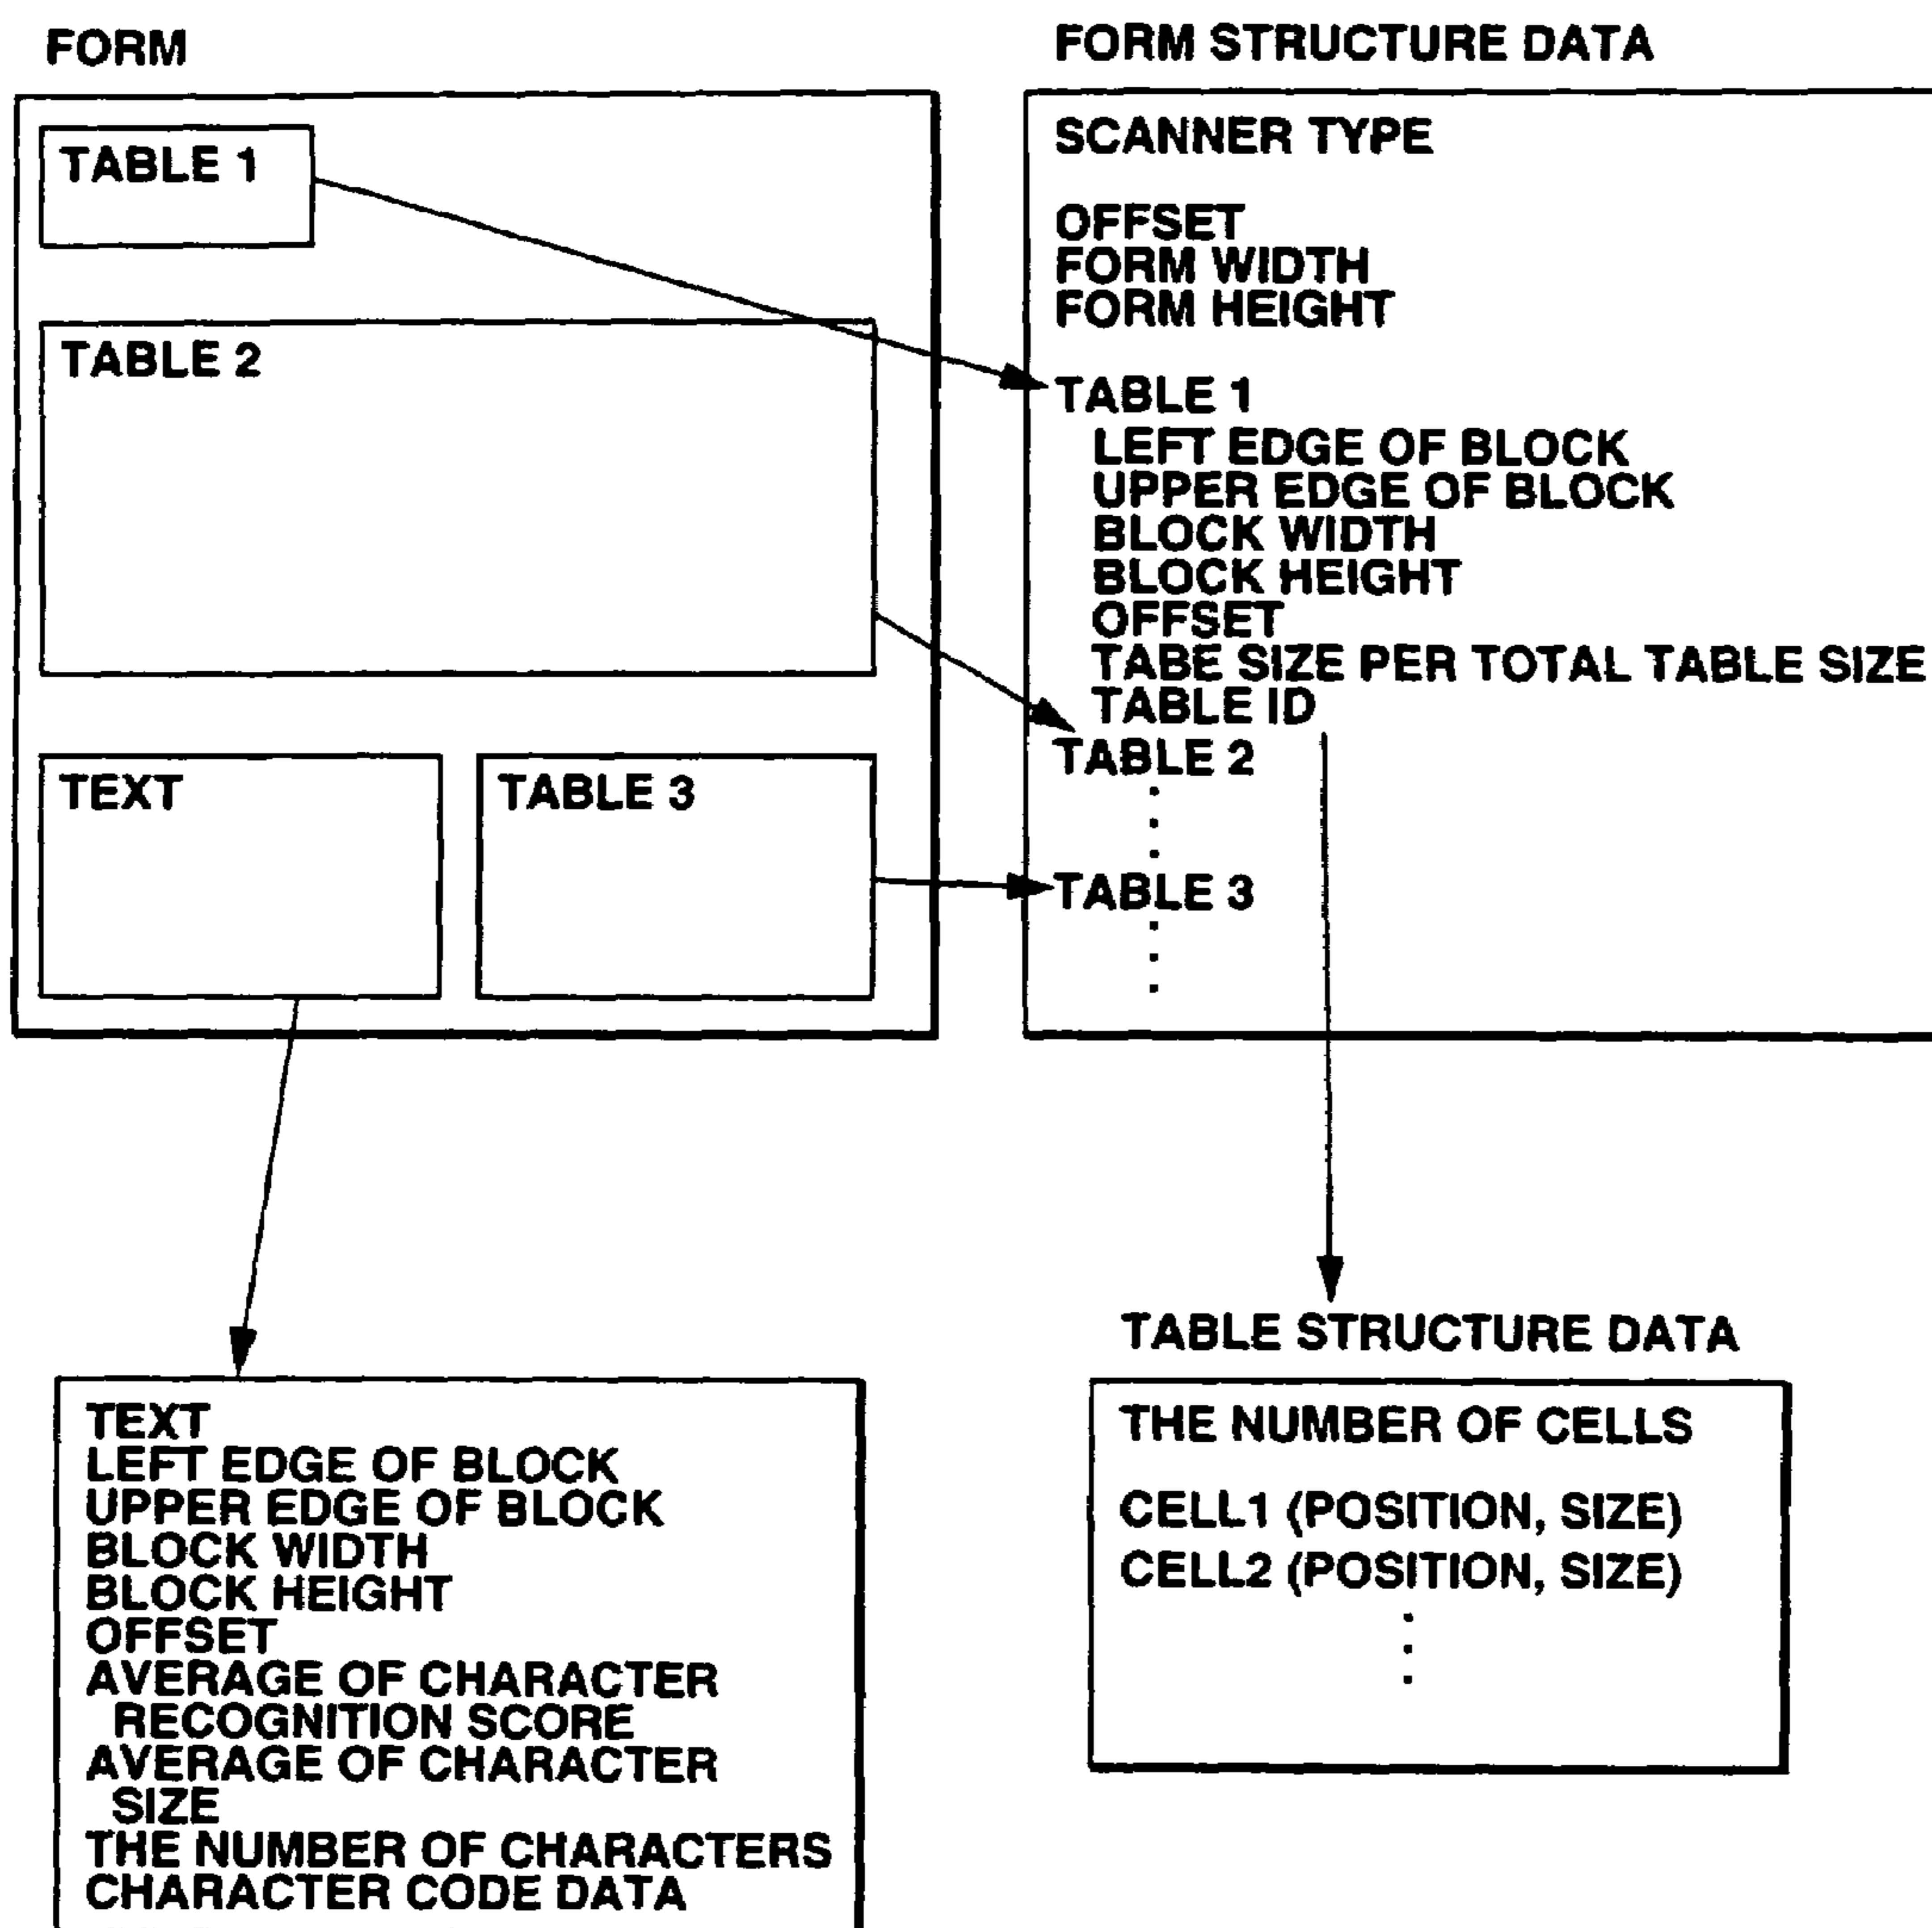 FORM
TABLE 1
TABLE 2
TEXT
TABLE 3
FORM STRUCTURE DATA
SCANNER TYPE
OFFSET
FORM WIDTH
FORM HEIGHT
TABLE 1
LEFT EDGE OF BLOCK
UPPER EDGE OF BLOCK
BLOCK WIDTH
BLOCK HEIGHT
OFFSET
TABE SIZE PER TOTAL TABLE SIZE
TABLE ID
TABLE 2
TABLE 3
TEXT
LEFT EDGE OF BLOCK
UPPER EDGE OF BLOCK
BLOCK WIDTH
BLOCK HEIGHT
OFFSET
AVERAGE OF CHARACTER
RECOGNITION SCORE
AVERAGE OF CHARACTER
SIZE
THE NUMBER OF CHARACTERS
CHARACTER CODE DATA
TABLE STRUCTURE DATA
THE NUMBER OF CELLS
CELL1 (POSITION, SIZE)
CELL2 (POSITION, SIZE)